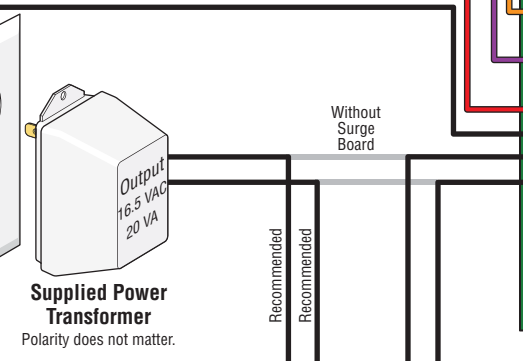 Without
Surge
Board
Output
16.5 VAC
20 VA
Recommended
Recommended
Supplied Power
Transformer
Polarity does not matter.